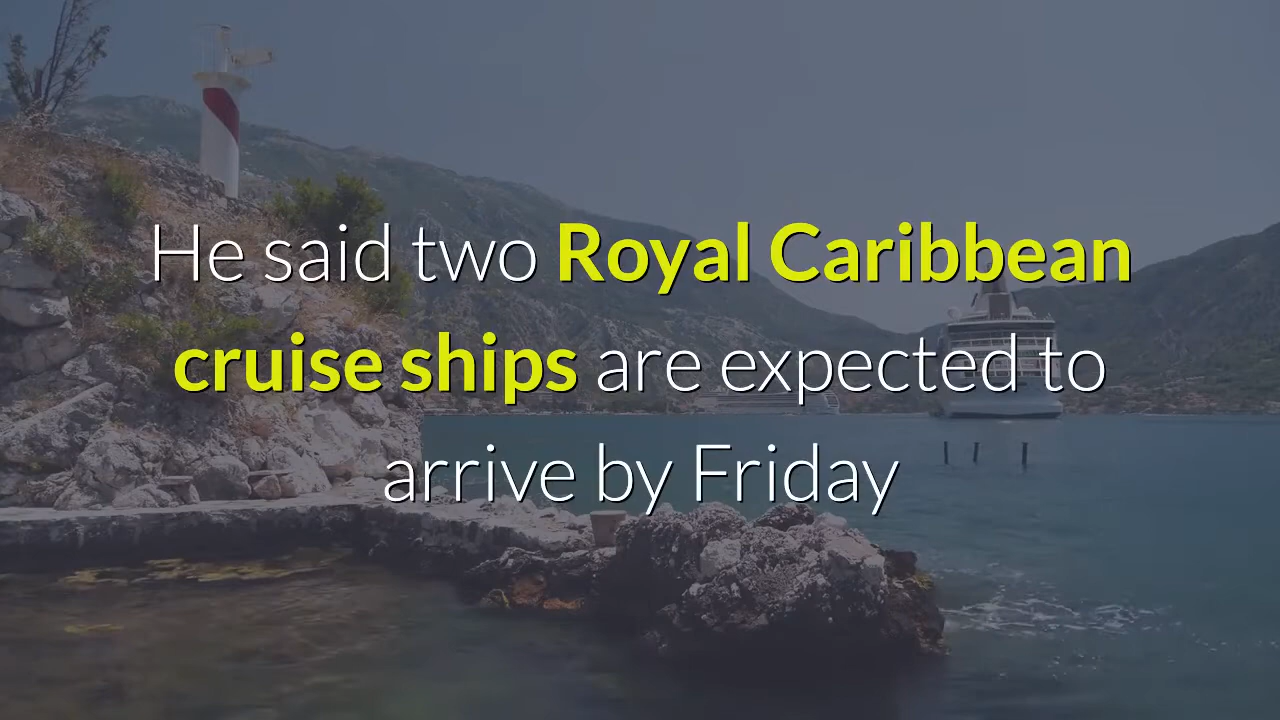 He said two Royal Caribbean
cruise ships are expected to
arrive by Friday